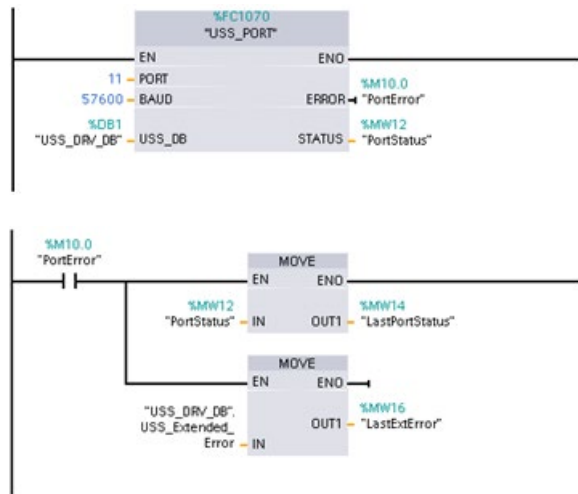 %FC1070
"USS_PORT"
EN ENO
11 PORT %M10.0
57600 BAUD ERROR "PortError"
%DB1 %MW12
"USS_DRV_DB" USS_DB STATUS "PortStatus"
%M10.0
"PortError" MOVE
EN ENO
%MW12 %MW14
"PortStatus" IN OUT1 "LastPortStatus"
MOVE
EN ENO
"USS_DRV_DB". %MW16
USS_Extended_ OUT1 "LastExtError"
Error IN